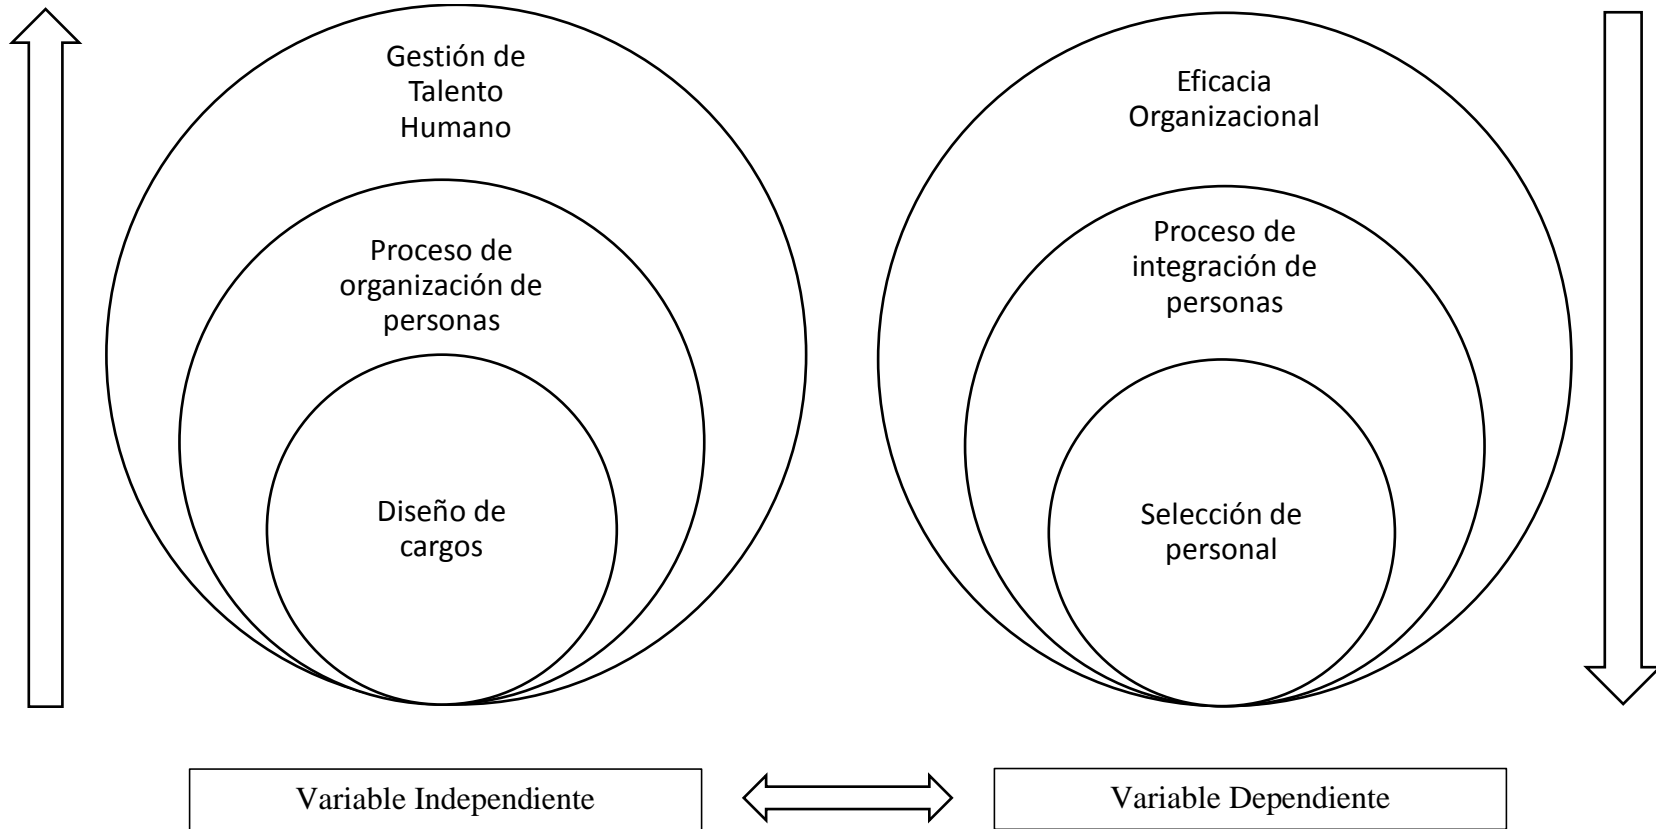 Gestión de
Talento
Humano
Proceso de
organización de
personas
Diseño de
cargos
Eficacia
Organizacional
Proceso de
integración de
personas
Selección de
personal
Variable Independiente
Variable Dependiente